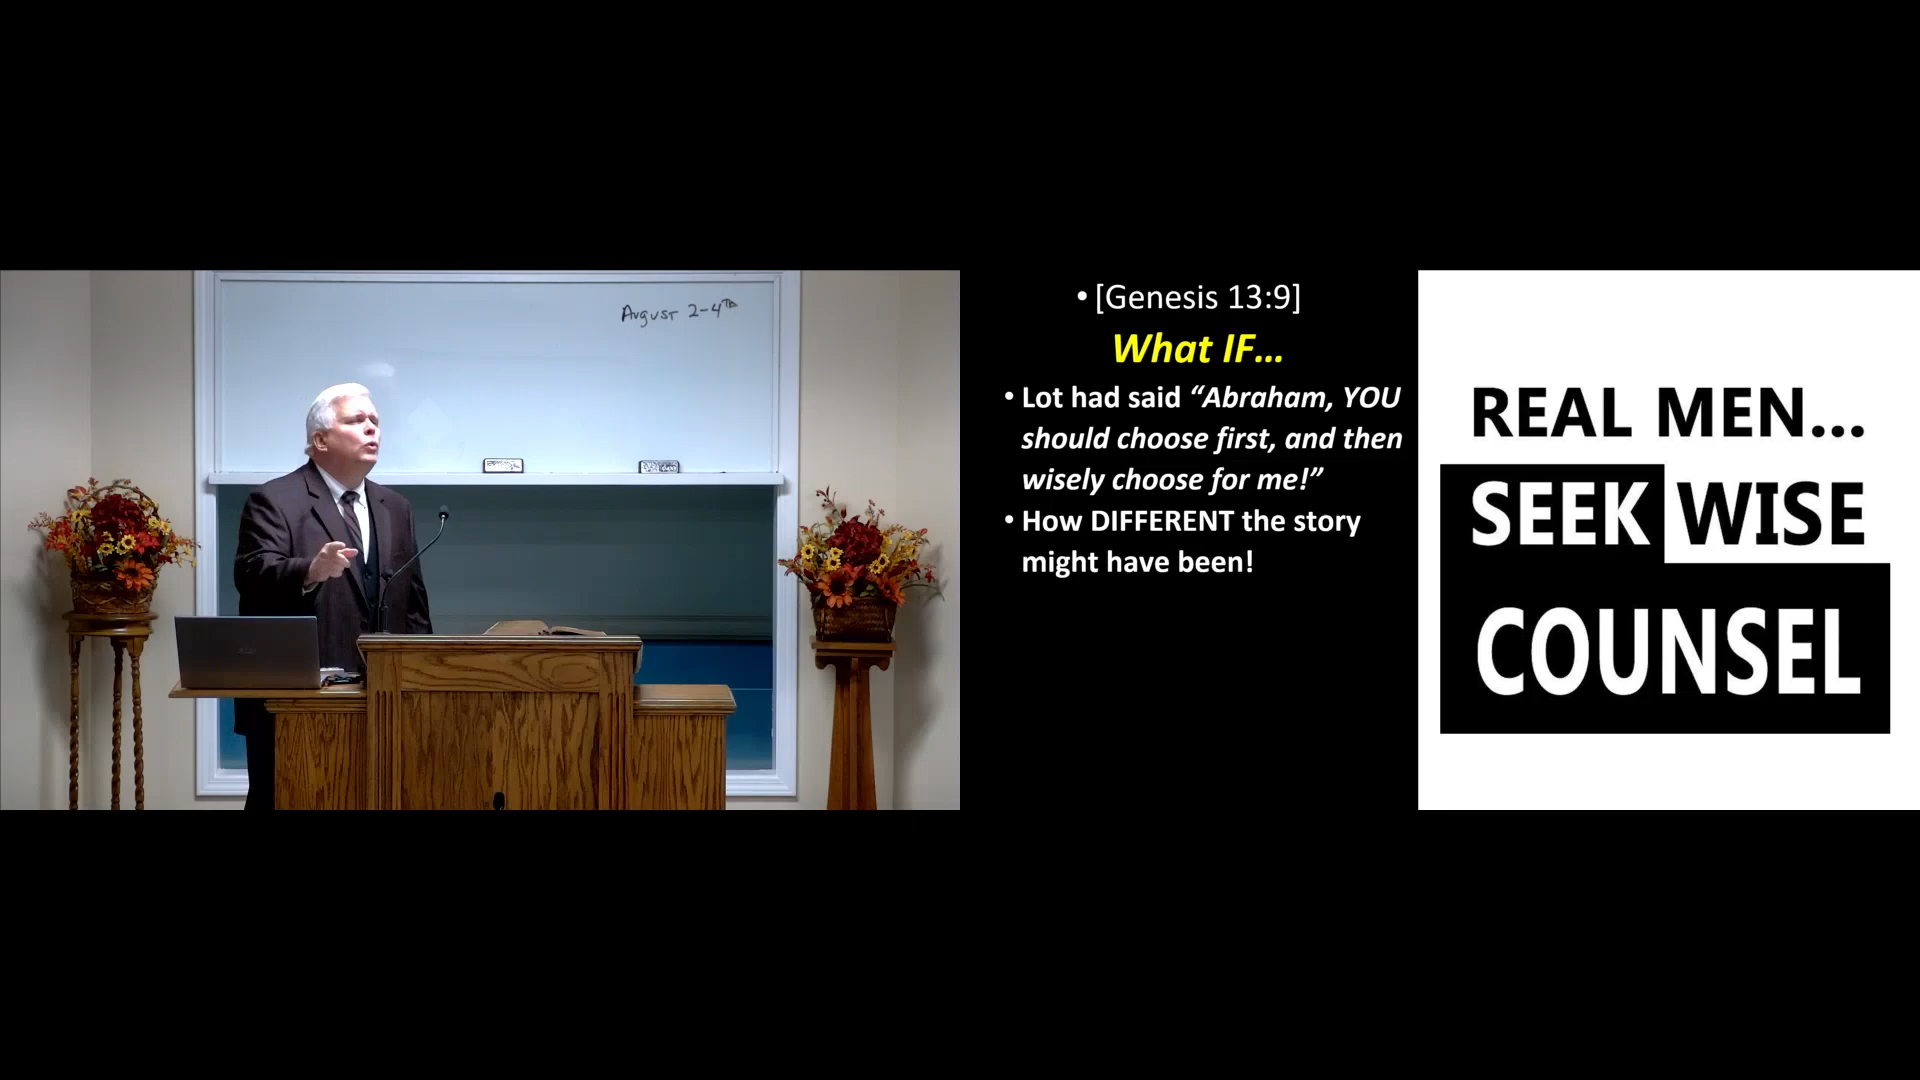 August 2-4th
• [Genesis 13:9]
What IF...
• Lot had said “Abraham, YOU
should choose first, and then
wisely choose for me!”
• How DIFFERENT the story
might have been!
REAL MEN...
SEEK WISE
COUNSEL